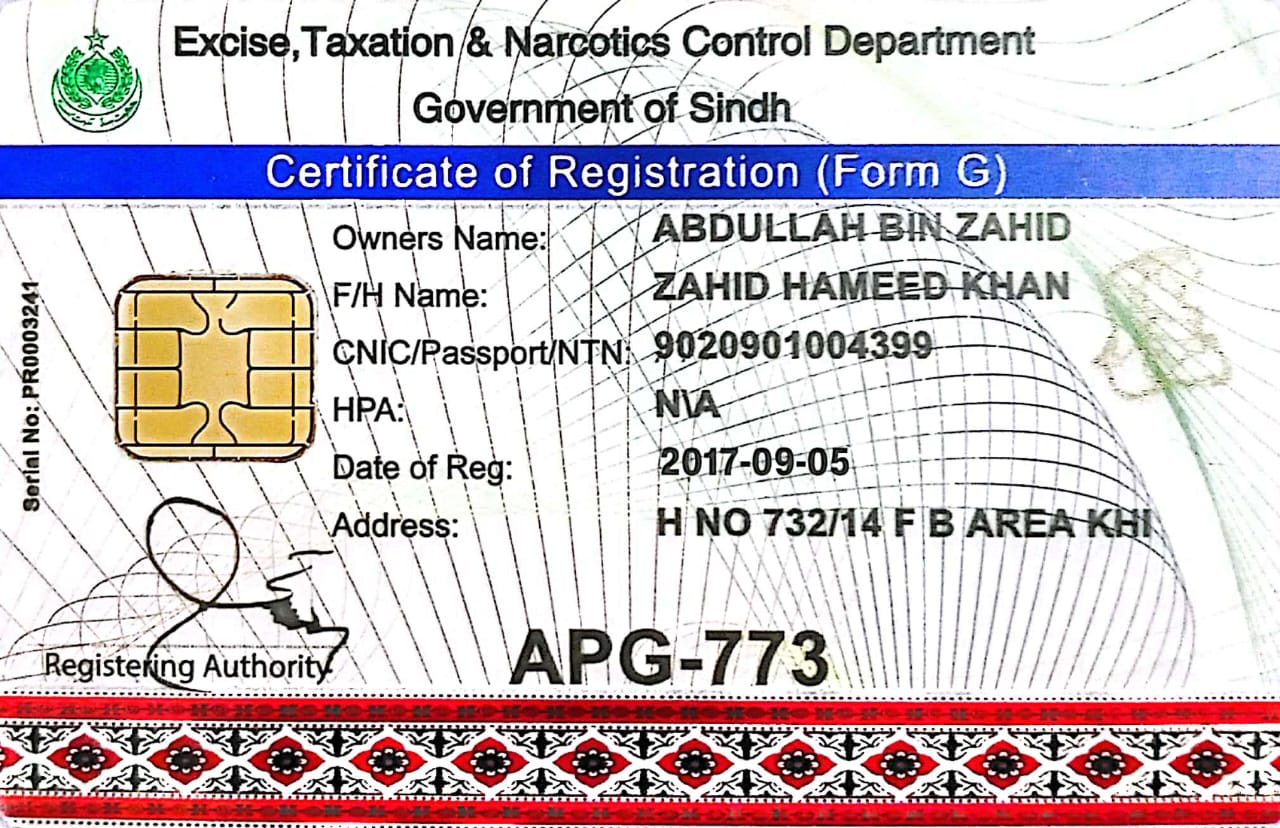 Excise,Taxation & Narcotics Control Department
Government of Sindh
Certificate of Registration (Form G)
Owners Name: ABDULLAH BIN ZAHID
F/H Name: ZAHID HAMEED KHAN
CNIC/Passport/NTN: 9020901004399
HPA: N\A
Date of Reg: 2017-09-05
Address: H NO 732/14 F B AREA KHI
Serial No: PR0003241
Registering Authority
APG-773